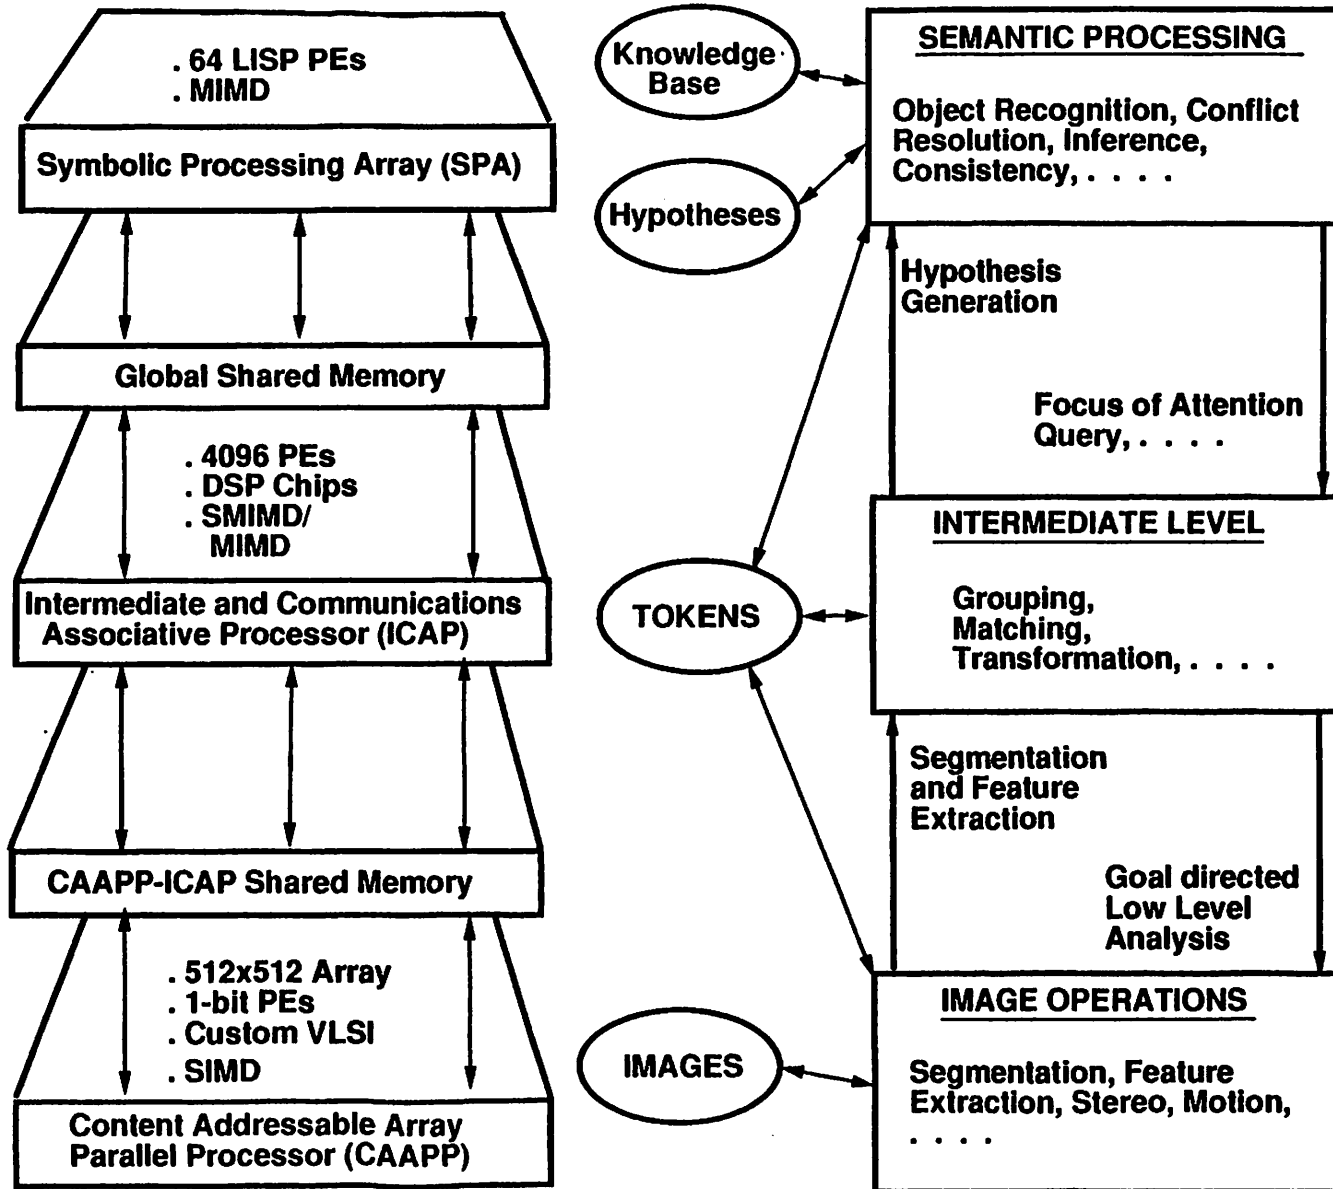 . 64 LISP PEs
. MIMD
Symbolic Processing Array (SPA)
Global Shared Memory
. 4096 PEs
. DSP Chips
. SMIMD/
MIMD
Intermediate and Communications
Associative Processor (ICAP)
CAAPP-ICAP Shared Memory
. 512x512 Array
. 1-bit PEs
. Custom VLSI
. SIMD
Content Addressable Array
Parallel Processor (CAAPP)
Knowledge
Base
Hypotheses
TOKENS
IMAGES
SEMANTIC PROCESSING
Object Recognition, Conflict
Resolution, Inference,
Consistency, . . . .
Hypothesis
Generation
Focus of Attention
Query, . . . .
INTERMEDIATE LEVEL
Grouping,
Matching,
Transformation, . . . .
Segmentation
and Feature
Extraction
Goal directed
Low Level
Analysis
IMAGE OPERATIONS
Segmentation, Feature
Extraction, Stereo, Motion,
. . . .